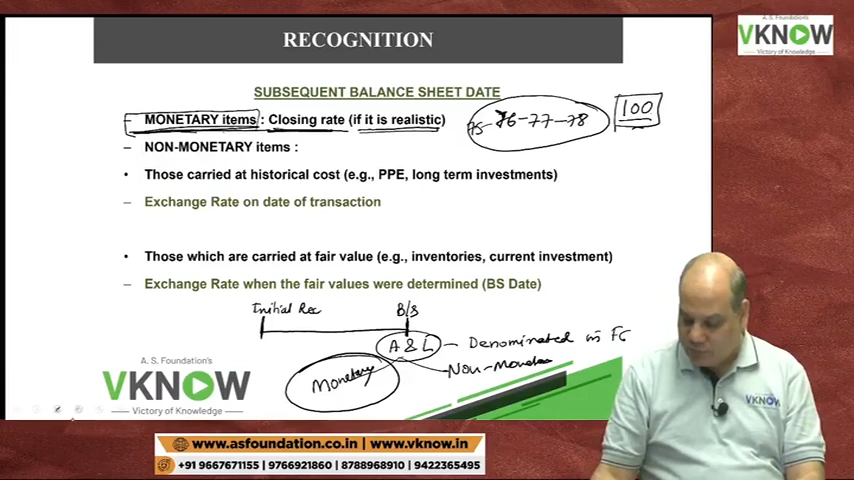 RECOGNITION
A. S. Foundation's
VKNOW
Victory of Knowledge
SUBSEQUENT BALANCE SHEET DATE
– MONETARY items : Closing rate (if it is realistic)
75-76-77-78
100
– NON-MONETARY items :
• Those carried at historical cost (e.g., PPE, long term investments)
– Exchange Rate on date of transaction
• Those which are carried at fair value (e.g., inventories, current investment)
– Exchange Rate when the fair values were determined (BS Date)
Initial Rec B/S
A & L – Denominated in FC
Monetary Non-Moneta
A. S. Foundation's
VKNOW
Victory of Knowledge
VKNOW
www.asfoundation.co.in | www.vknow.in
+91 9667671155 | 9766921860 | 8788968910 | 9422365495